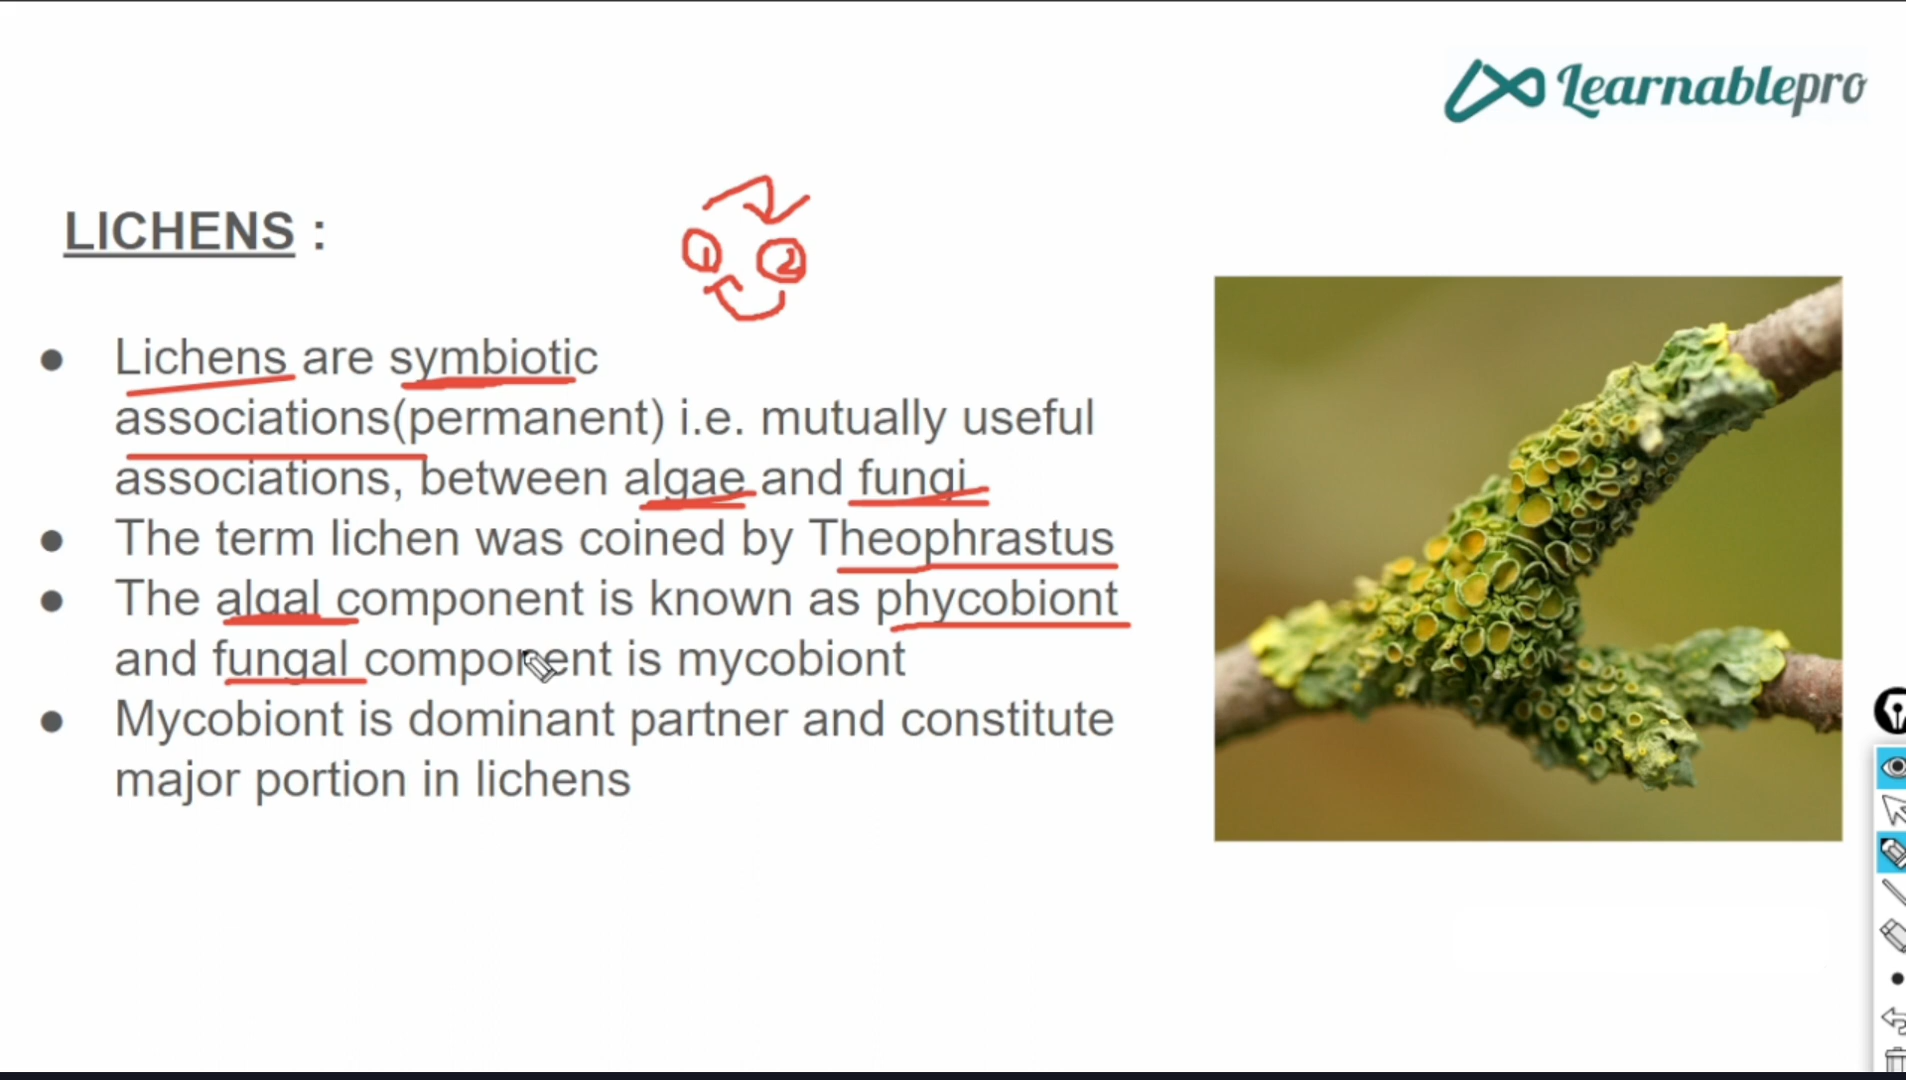 Learnablepro
LICHENS :
1 2
● Lichens are symbiotic
associations(permanent) i.e. mutually useful
associations, between algae and fungi
● The term lichen was coined by Theophrastus
● The algal component is known as phycobiont
and fungal component is mycobiont
● Mycobiont is dominant partner and constitute
major portion in lichens